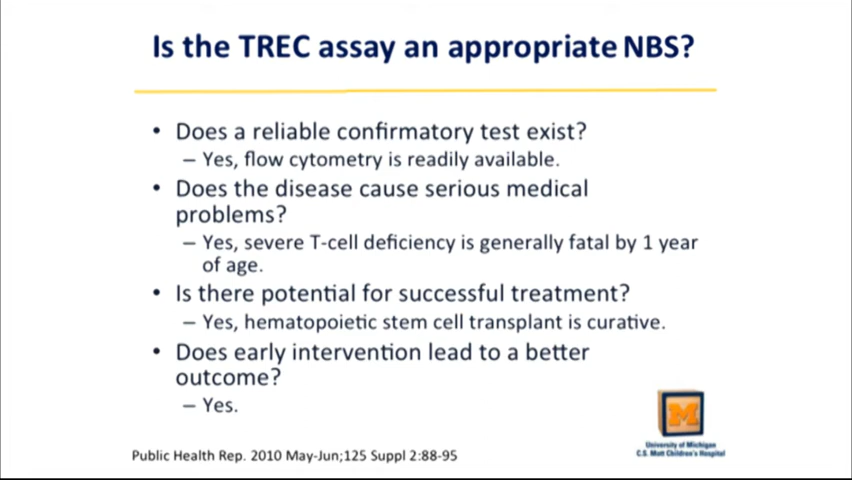 Is the TREC assay an appropriate NBS?
• Does a reliable confirmatory test exist?
– Yes, flow cytometry is readily available.
• Does the disease cause serious medical
problems?
– Yes, severe T-cell deficiency is generally fatal by 1 year
of age.
• Is there potential for successful treatment?
– Yes, hematopoietic stem cell transplant is curative.
• Does early intervention lead to a better
outcome?
– Yes.
M
University of Michigan
C.S. Mott Children's Hospital
Public Health Rep. 2010 May-Jun;125 Suppl 2:88-95